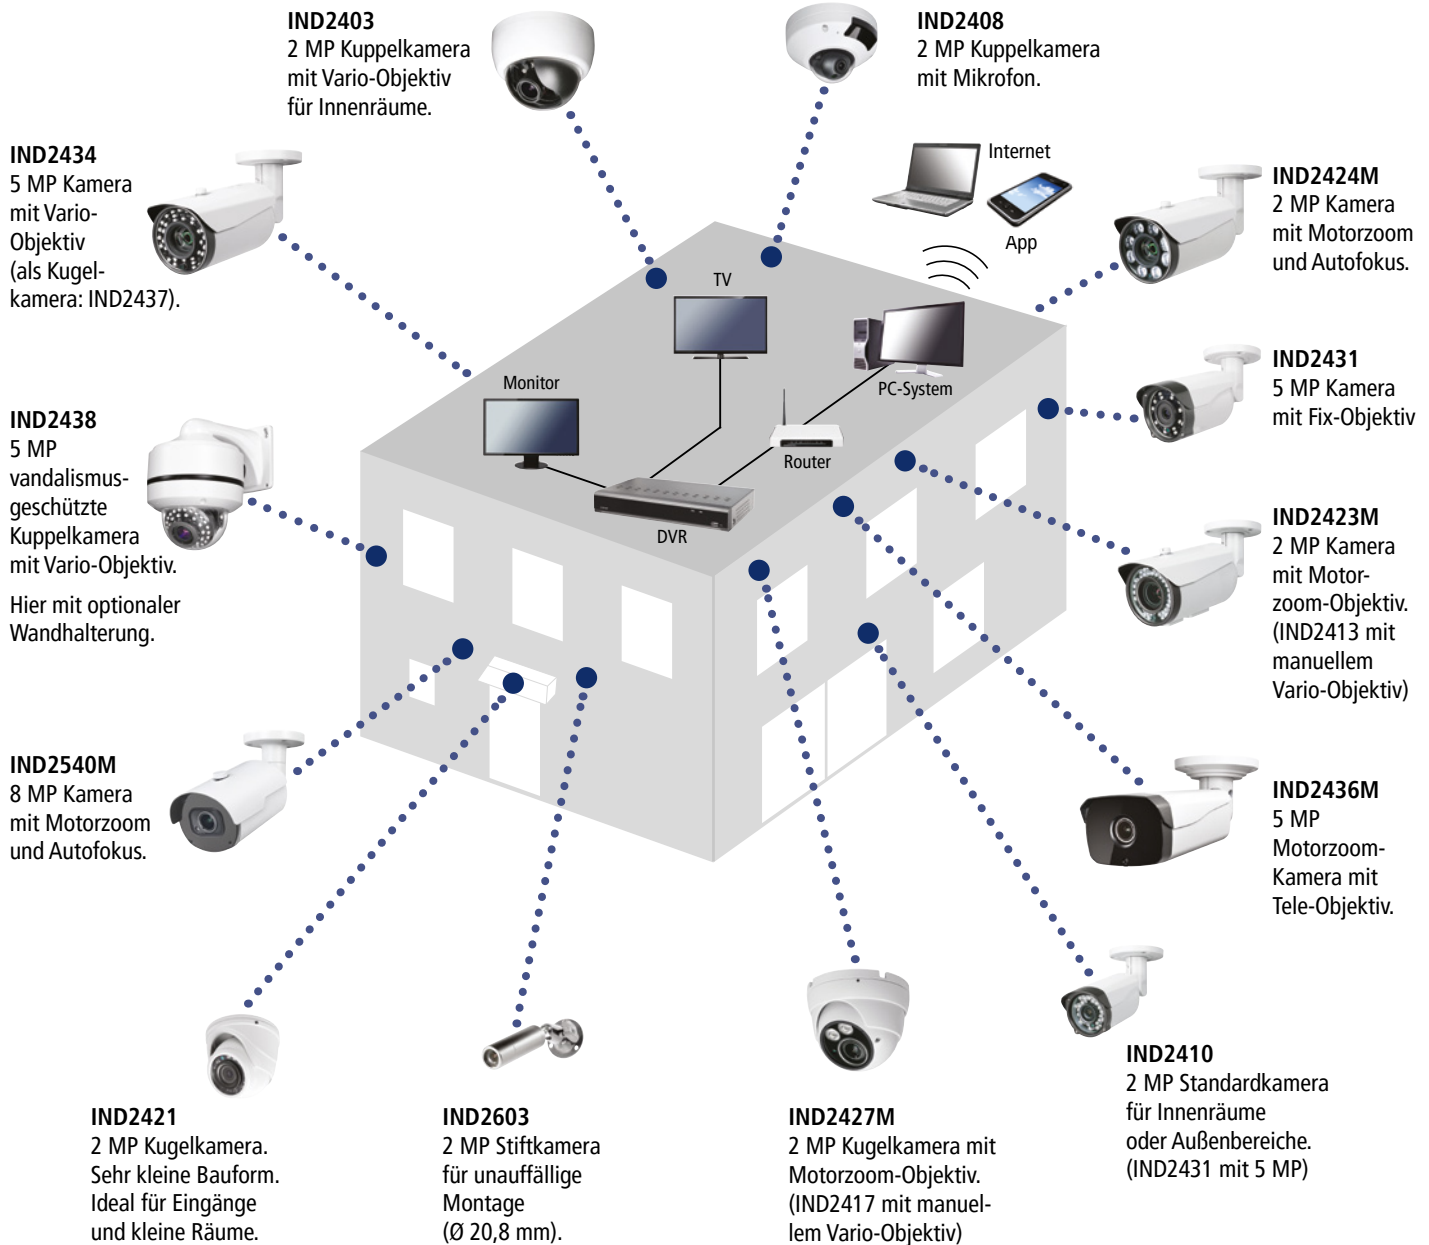 IND2403
2 MP Kuppelkamera
mit Vario-Objektiv
für Innenräume.
IND2408
2 MP Kuppelkamera
mit Mikrofon.
IND2434
5 MP Kamera
mit Vario-
Objektiv
(als Kugel-
kamera: IND2437).
Internet
App
IND2424M
2 MP Kamera
mit Motorzoom
und Autofokus.
TV
Monitor
PC-System
Router
DVR
IND2431
5 MP Kamera
mit Fix-Objektiv
IND2438
5 MP
vandalismus-
geschützte
Kuppelkamera
mit Vario-Objektiv.
Hier mit optionaler
Wandhalterung.
IND2423M
2 MP Kamera
mit Motor-
zoom-Objektiv.
(IND2413 mit
manuellem
Vario-Objektiv)
IND2540M
8 MP Kamera
mit Motorzoom
und Autofokus.
IND2436M
5 MP
Motorzoom-
Kamera mit
Tele-Objektiv.
IND2421
2 MP Kugelkamera.
Sehr kleine Bauform.
Ideal für Eingänge
und kleine Räume.
IND2603
2 MP Stiftkamera
für unauffällige
Montage
(Ø 20,8 mm).
IND2427M
2 MP Kugelkamera mit
Motorzoom-Objektiv.
(IND2417 mit manuel-
lem Vario-Objektiv)
IND2410
2 MP Standardkamera
für Innenräume
oder Außenbereiche.
(IND2431 mit 5 MP)